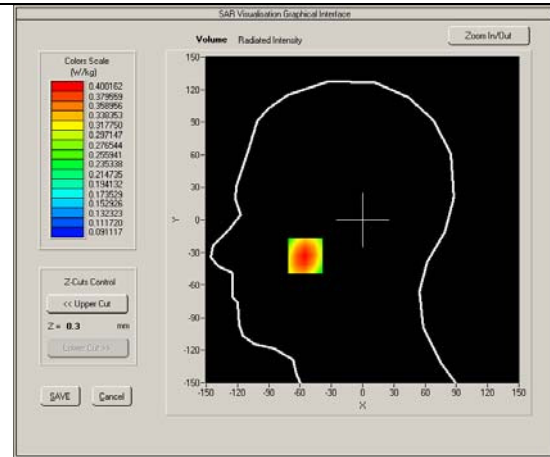 SAR Visualisation Graphical Interface
Volume Radiated Intensity
Zoom In/Out
Colors Scale
(W/kg)
0.400162
0.379559
0.358956
0.338353
0.317750
0.297147
0.276544
0.255941
0.235338
0.214735
0.194132
0.173529
0.152926
0.132323
0.111720
0.091117
Z-Cuts Control
<< Upper Cut
Z = 0.3 mm
Lower Cut >>
SAVE Cancel
150
120
90
60
30
0
-30
-60
-90
-120
-150
Y
-150 -120 -90 -60 -30 0 30 60 90 120 150
X